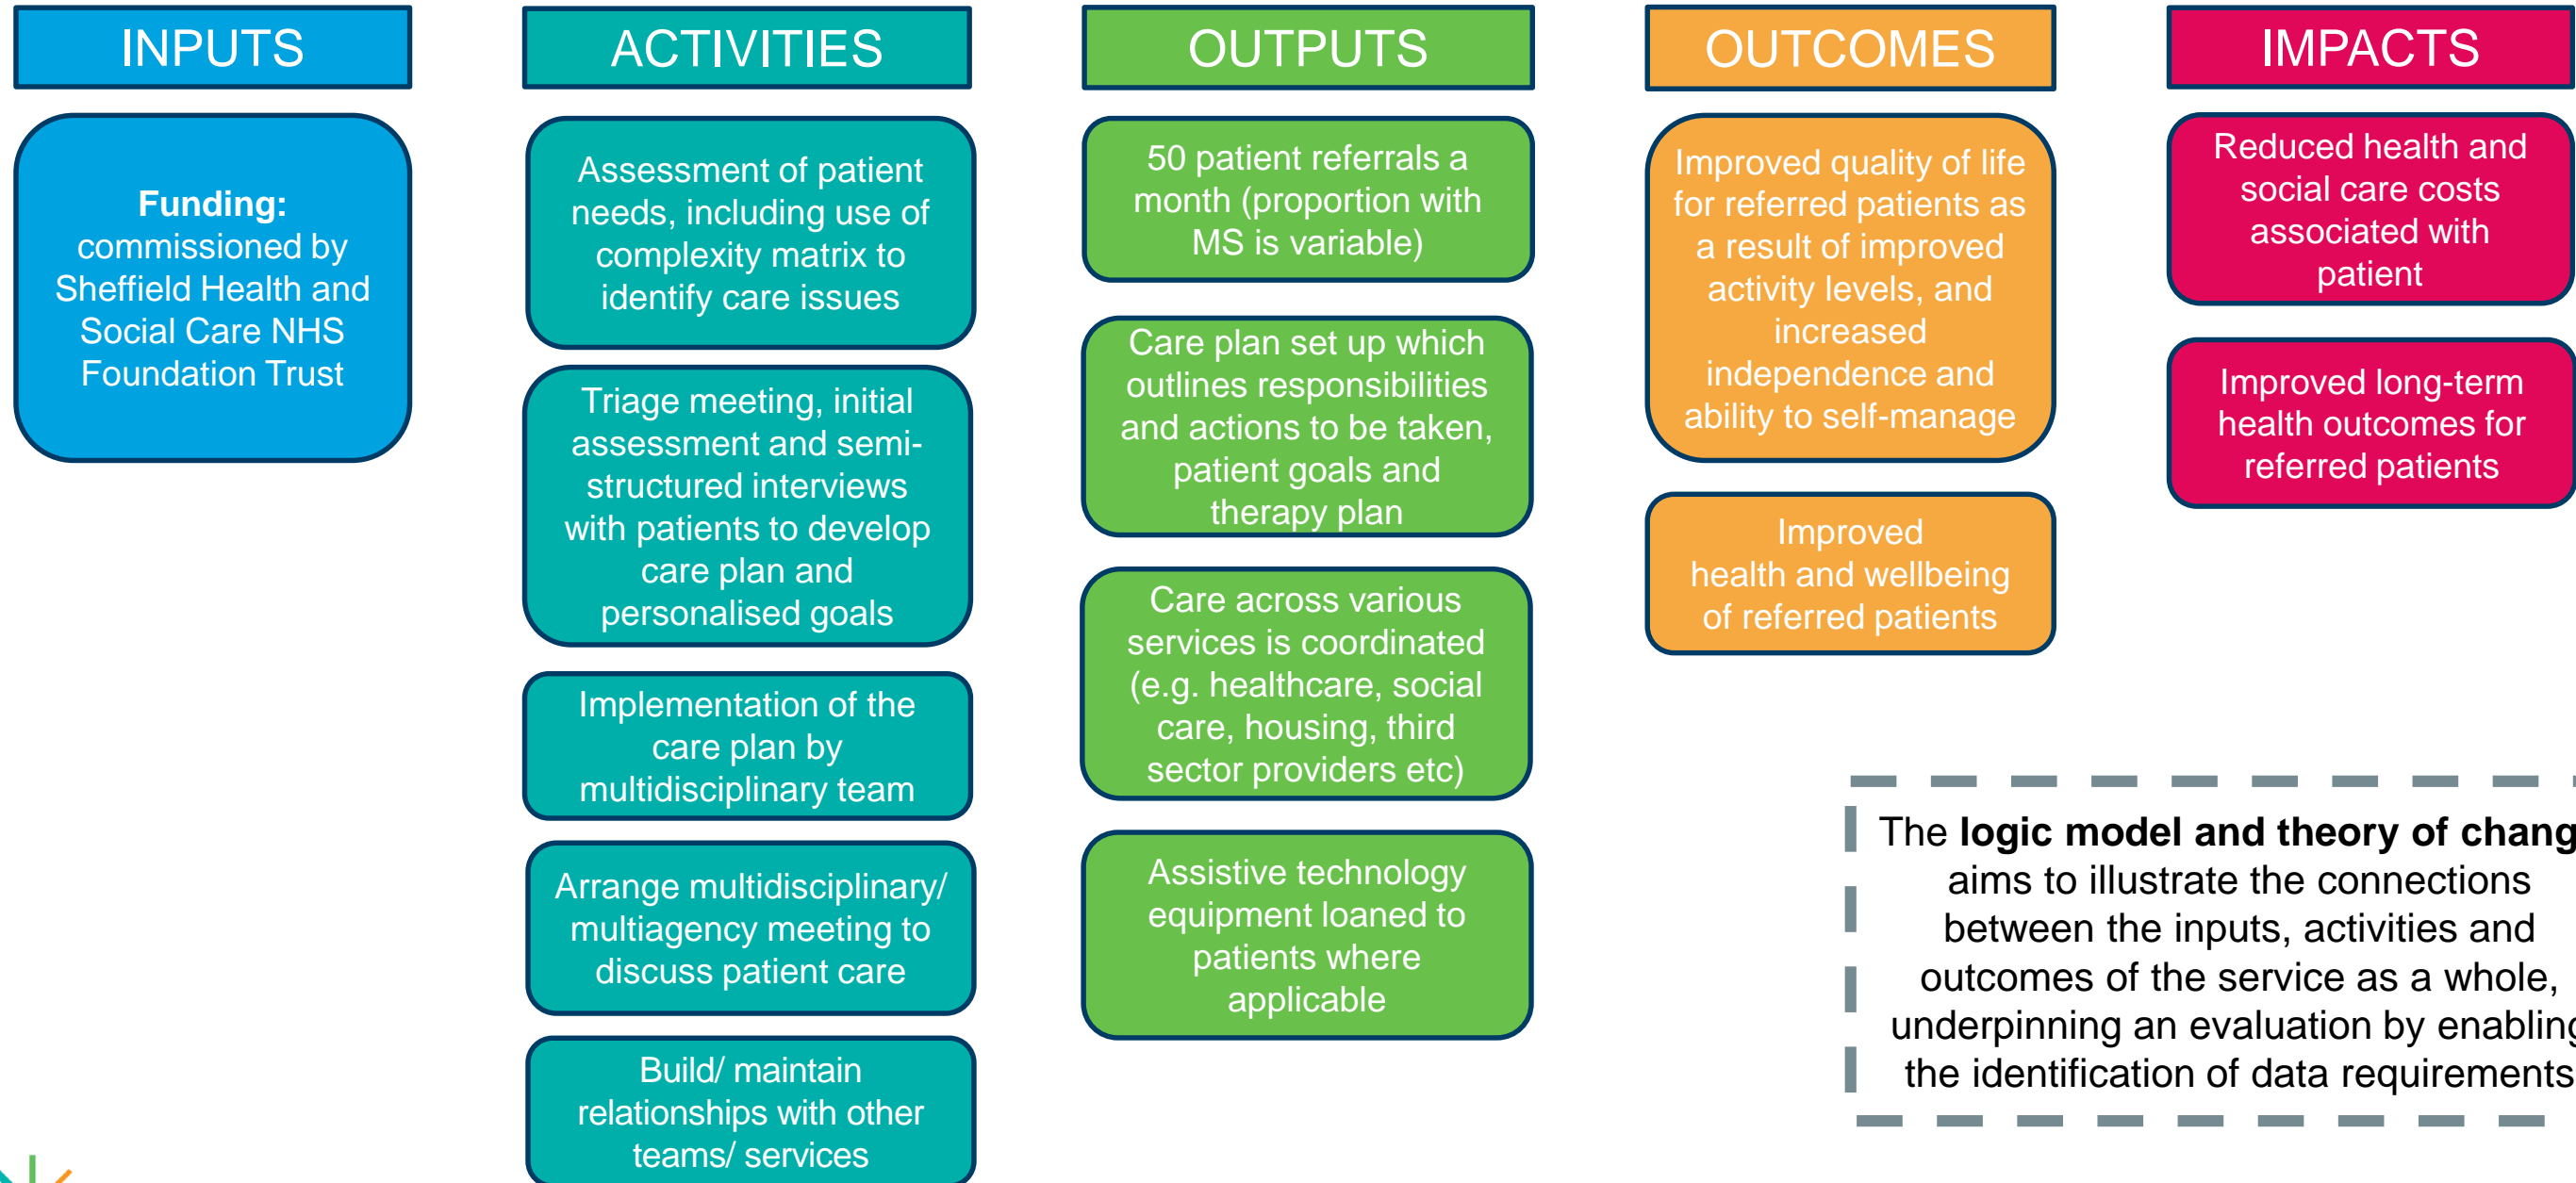 INPUTS
Funding:
commissioned by
Sheffield Health and
Social Care NHS
Foundation Trust
ACTIVITIES
Assessment of patient
needs, including use of
complexity matrix to
identify care issues
Triage meeting, initial
assessment and semi-
structured interviews
with patients to develop
care plan and
personalised goals
Implementation of the
care plan by
multidisciplinary team
Arrange multidisciplinary/
multiagency meeting to
discuss patient care
Build/ maintain
relationships with other
teams/ services
OUTPUTS
50 patient referrals a
month (proportion with
MS is variable)
Care plan set up which
outlines responsibilities
and actions to be taken,
patient goals and
therapy plan
Care across various
services is coordinated
(e.g. healthcare, social
care, housing, third
sector providers etc)
Assistive technology
equipment loaned to
patients where
applicable
OUTCOMES
Improved quality of life
for referred patients as
a result of improved
activity levels, and
increased
independence and
ability to self-manage
Improved
health and wellbeing
of referred patients
IMPACTS
Reduced health and
social care costs
associated with
patient
Improved long-term
health outcomes for
referred patients
The logic model and theory of chang
aims to illustrate the connections
between the inputs, activities and
outcomes of the service as a whole,
underpinning an evaluation by enabling
the identification of data requirements